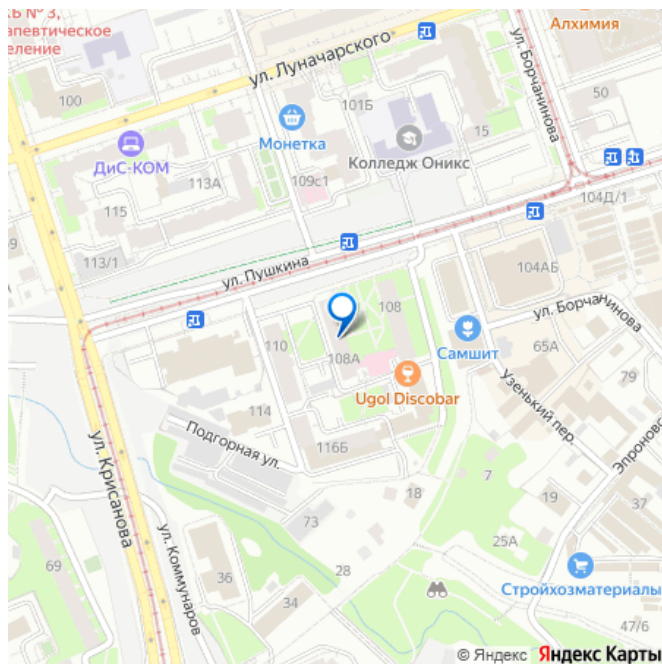 КБ № 3,
апевтическое
еление
Алхимия
ул. Луначарского
ул. Борчанинова
100
101Б
50
Монетка
15
Колледж Оникс
ДиС-КОМ
113А
109с1
115
104Д/1
113/1
ул. Пушкина
104АБ
108
ул. Борчанинова
110
108А
Самшит
65А
79
Ugol Discobar
Узенький пер.
114
116Б
Подгорная ул.
7
Эпроновс
ул. Крисанова
18
19
37
73
25А
ул. Коммунаров
69
28
36
34
Стройхозматериалы
47/6
© Яндекс Яндекс Карты